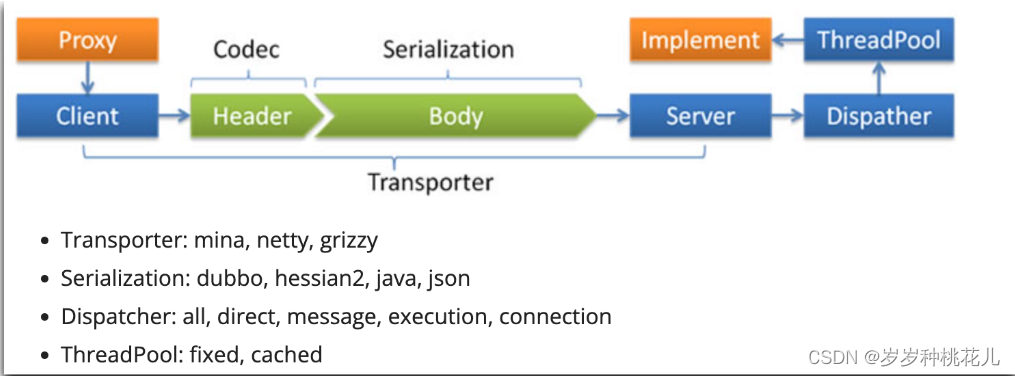 Proxy
Codec
Serialization
Implement
ThreadPool
Client
Header
Body
Server
Dispather
Transporter
• Transporter: mina, netty, grizzy
• Serialization: dubbo, hessian2, java, json
• Dispatcher: all, direct, message, execution, connection
• ThreadPool: fixed, cached
CSDN @岁岁种桃花儿